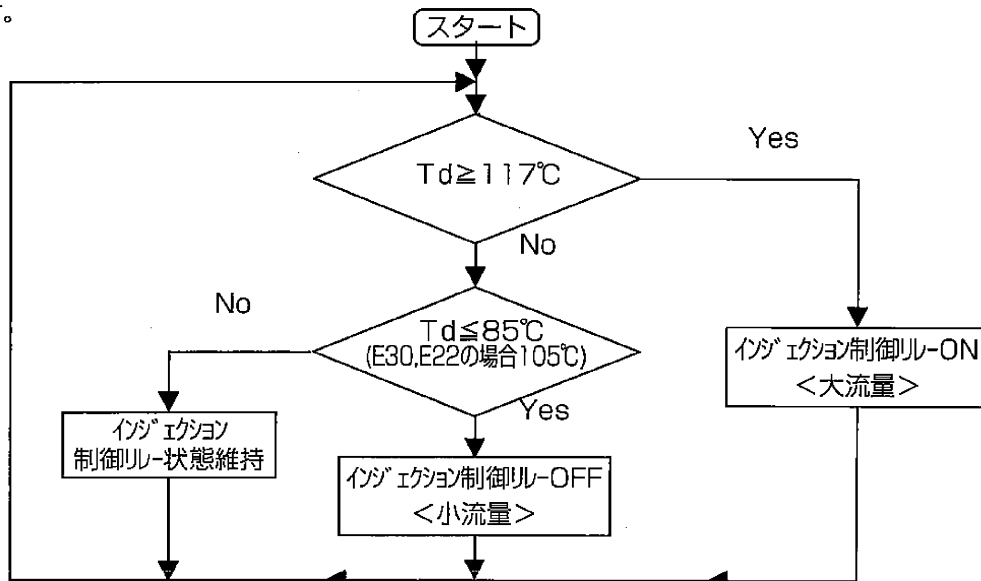 す。
スタート
Yes
Td≧117℃
No
No
Td≦85℃
(E30,E22の場合105℃)
インジェクション制御リレーON
<大流量>
Yes
インジェクション
制御リレー状態維持
インジェクション制御リレーOFF
<小流量>